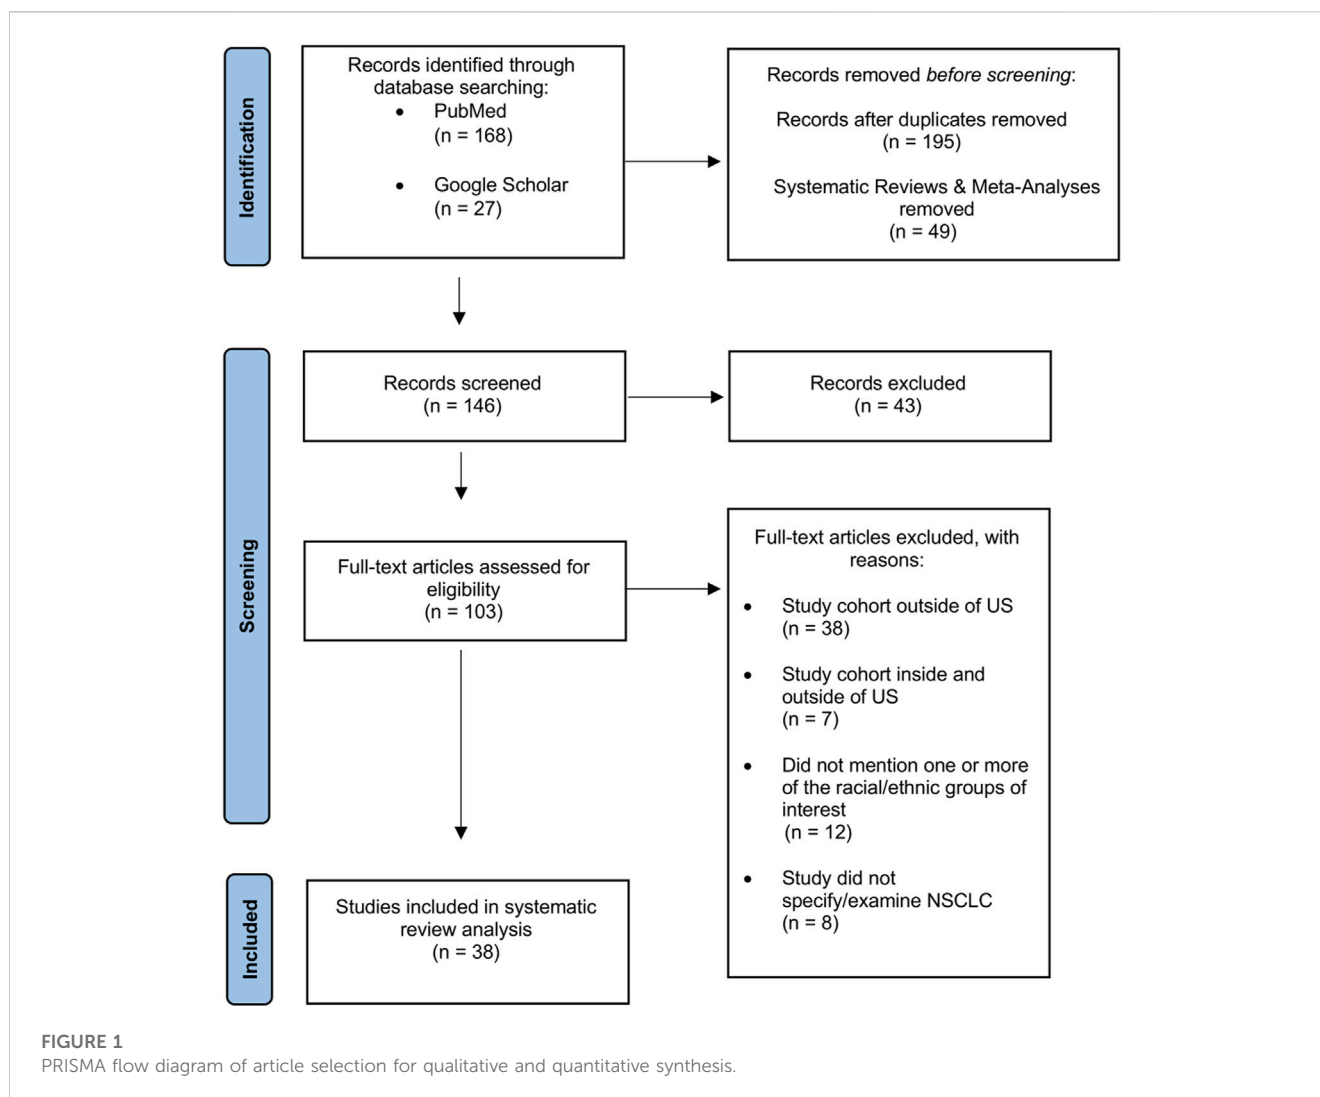 Identification
Records identified through
database searching:
• PubMed
(n = 168)
• Google Scholar
(n = 27)
Records removed before screening:
Records after duplicates removed
(n = 195)
Systematic Reviews & Meta-Analyses
removed
(n = 49)
Screening
Records screened
(n = 146)
Records excluded
(n = 43)
Full-text articles assessed for
eligibility
(n = 103)
Full-text articles excluded, with
reasons:
• Study cohort outside of US
(n = 38)
• Study cohort inside and
outside of US
(n = 7)
• Did not mention one or more
of the racial/ethnic groups of
interest
(n = 12)
• Study did not
specify/examine NSCLC
(n = 8)
Included
Studies included in systematic
review analysis
(n = 38)
FIGURE 1
PRISMA flow diagram of article selection for qualitative and quantitative synthesis.